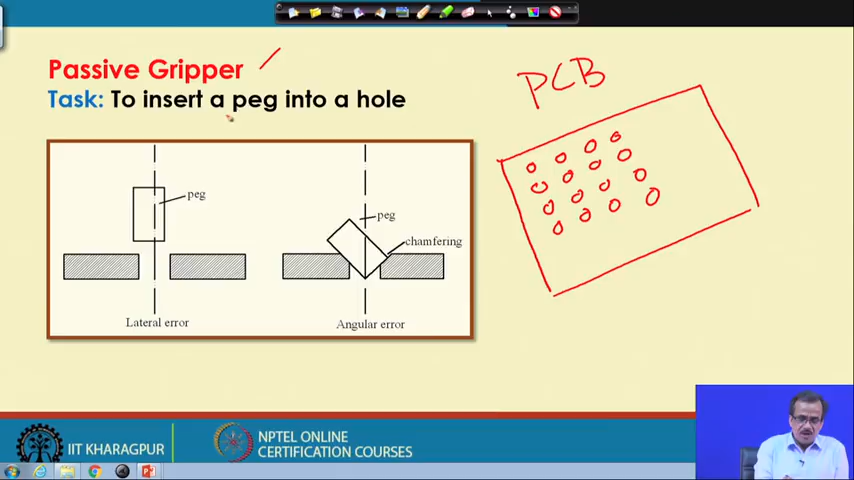 Passive Gripper
Task: To insert a peg into a hole
PCB
peg
peg
chamfering
Lateral error
Angular error
IIT KHARAGPUR
NPTEL ONLINE
CERTIFICATION COURSES